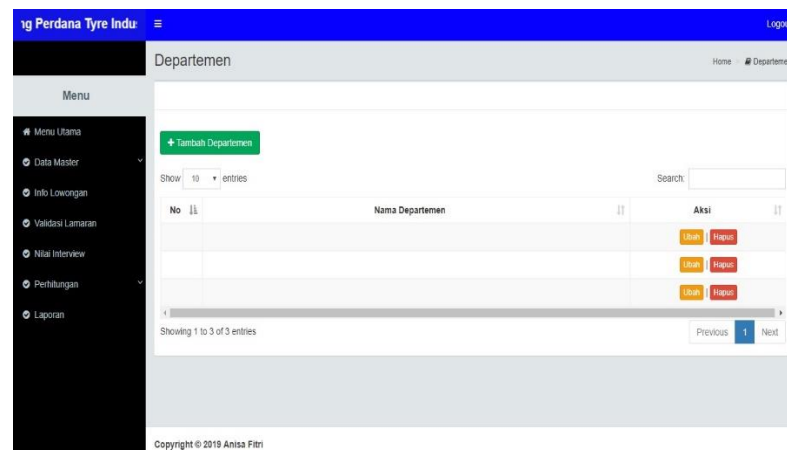 ng Perdana Tyre Indu:
Logou
Departemen
Home Departeme
Menu
Menu Utama
Data Master
Info Lowongan
Validasi Lamaran
Nilai Interview
Perhitungan
Laporan
+ Tambah Departemen
Show 10 entries
Search:
No Nama Departemen Aksi
Ubah | Hapus
Ubah | Hapus
Ubah | Hapus
Showing 1 to 3 of 3 entries
Previous 1 Next
Copyright © 2019 Anisa Fitri